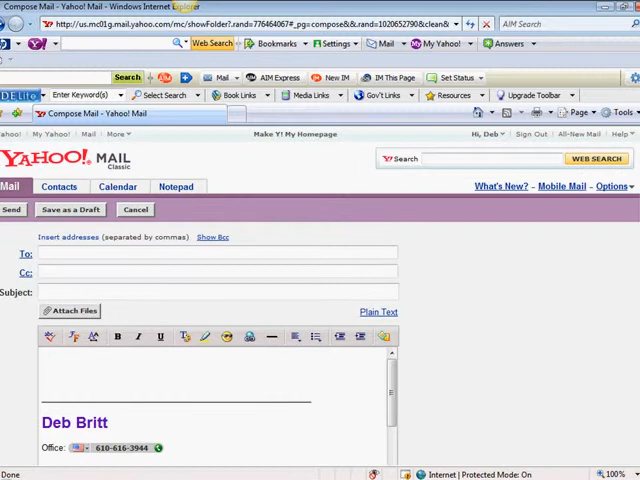 Compose Mail - Yahoo! Mail - Windows Internet Explorer
http://us.mc01g.mail.yahoo.com/mc/showFolder?.rand=776464067#_pg=compose&&.rand=1020652790&clean&
AIM Search
Web Search Bookmarks Settings Mail My Yahoo! Answers
Search Mail AIM Express New IM IM This Page Set Status
DELite Enter Keyword(s) Search Select Search Book Links Media Links Gov't Links Resources Upgrade Toolbar
Compose Mail - Yahoo! Mail Page Tools
ahoo! My Yahoo! Mail More Make Y! My Homepage Hi, Deb Sign Out All-New Mail Help
YAHOO! MAIL
Classic
Search WEB SEARCH
Mail Contacts Calendar Notepad What's New? - Mobile Mail - Options
Send Save as a Draft Cancel
Insert addresses (separated by commas) Show Bcc
To:
Cc:
Subject:
Attach Files Plain Text
B I U
Deb Britt
Office: 610-616-3944
Done Internet | Protected Mode: On 100%